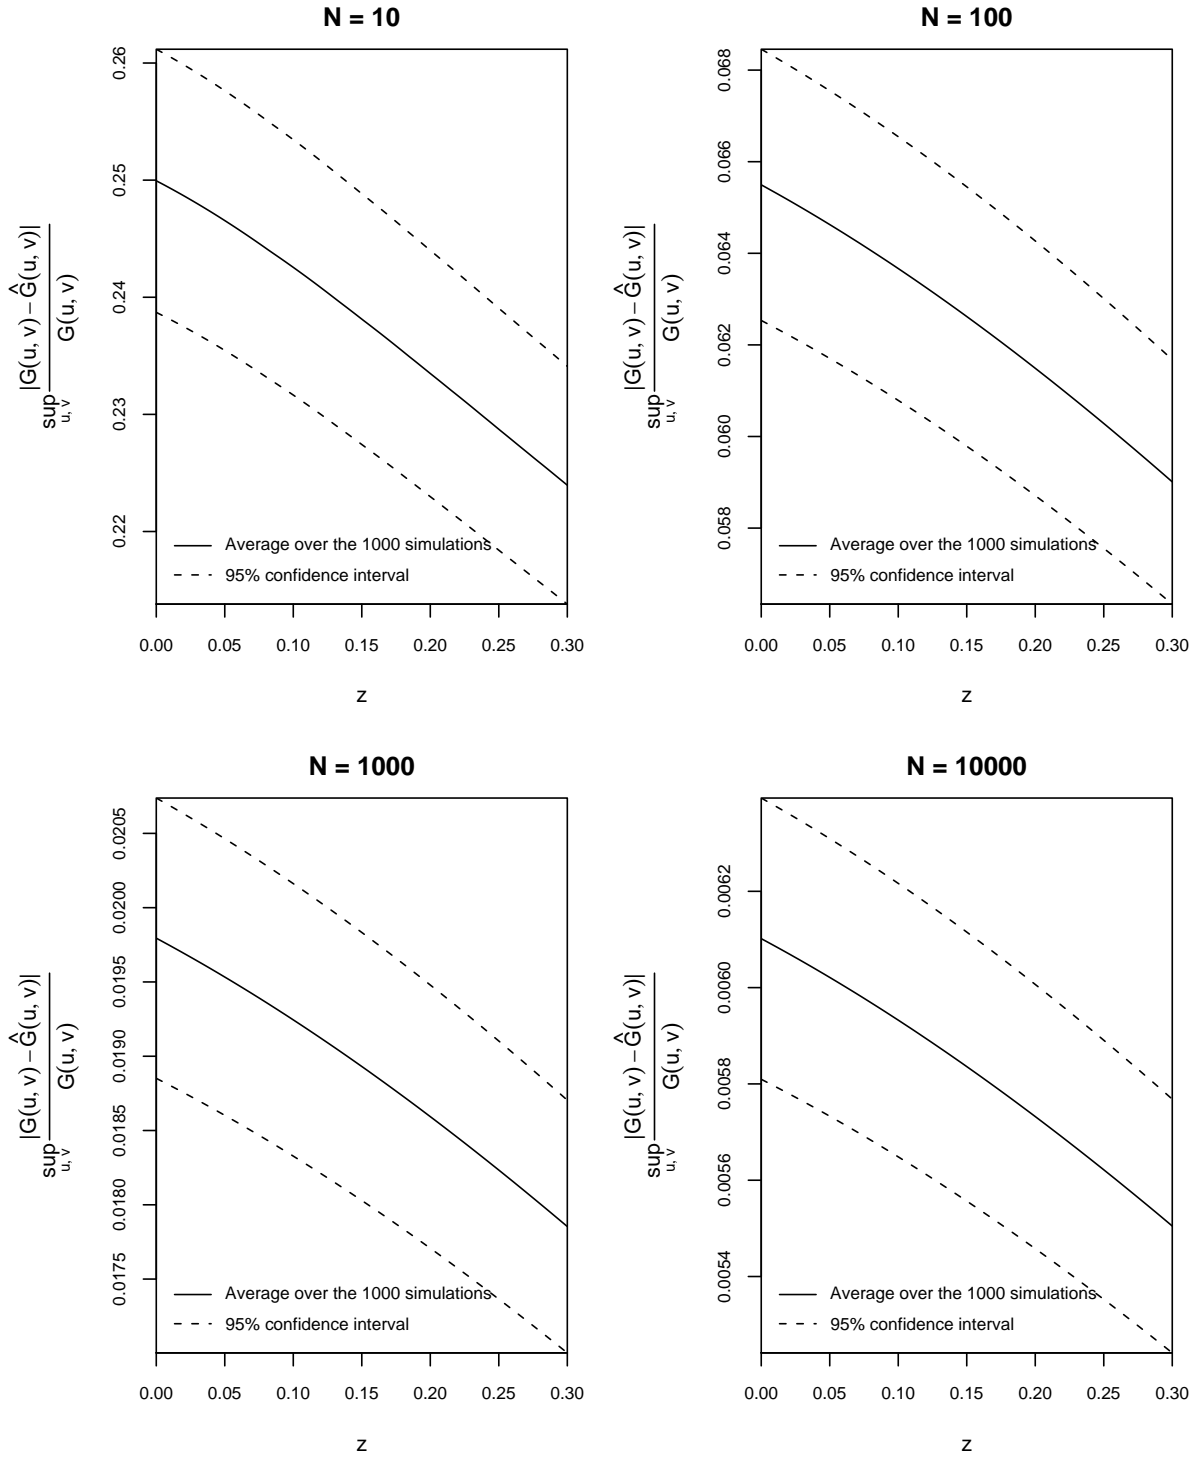 N = 10
0.26
0.25
0.24
0.23
0.22
sup u, v |G(u, v) − Ĝ(u, v)| / G(u, v)
Average over the 1000 simulations
95% confidence interval
0.00 0.05 0.10 0.15 0.20 0.25 0.30
z
N = 100
0.068
0.066
0.064
0.062
0.060
0.058
sup u, v |G(u, v) − Ĝ(u, v)| / G(u, v)
Average over the 1000 simulations
95% confidence interval
0.00 0.05 0.10 0.15 0.20 0.25 0.30
z
N = 1000
0.0205
0.0200
0.0195
0.0190
0.0185
0.0180
0.0175
sup u, v |G(u, v) − Ĝ(u, v)| / G(u, v)
Average over the 1000 simulations
95% confidence interval
0.00 0.05 0.10 0.15 0.20 0.25 0.30
z
N = 10000
0.0062
0.0060
0.0058
0.0056
0.0054
sup u, v |G(u, v) − Ĝ(u, v)| / G(u, v)
Average over the 1000 simulations
95% confidence interval
0.00 0.05 0.10 0.15 0.20 0.25 0.30
z